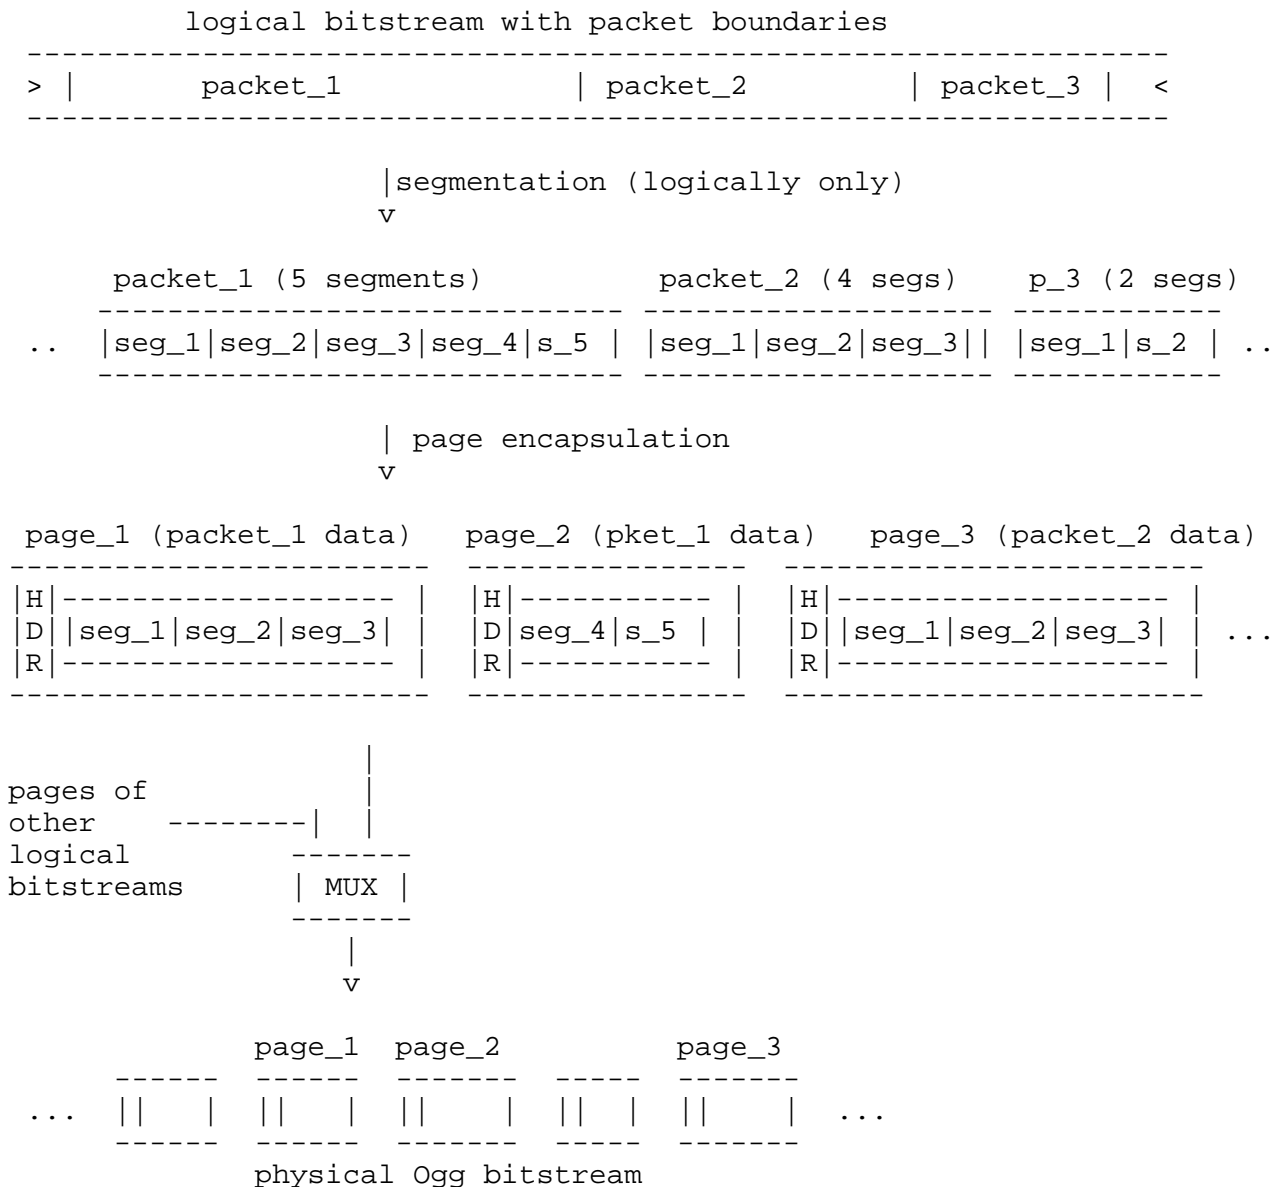 logical bitstream with packet boundaries
-----------------------------------------------------------------
> |       packet_1             | packet_2         | packet_3 |  <
-----------------------------------------------------------------
|segmentation (logically only)
v
packet_1 (5 segments)          packet_2 (4 segs)    p_3 (2 segs)
------------------------------ -------------------- ------------
..  |seg_1|seg_2|seg_3|seg_4|s_5 | |seg_1|seg_2|seg_3|| |seg_1|s_2 | ..
------------------------------ -------------------- ------------
| page encapsulation
v
page_1 (packet_1 data)   page_2 (pket_1 data)   page_3 (packet_2 data)
------------------------  ----------------  ------------------------
|H|------------------- |  |H|----------- |  |H|------------------- |
|D||seg_1|seg_2|seg_3| |  |D|seg_4|s_5 | |  |D||seg_1|seg_2|seg_3| | ...
|R|------------------- |  |R|----------- |  |R|------------------- |
------------------------  ----------------  ------------------------
|
pages of            |
other    --------|  |
logical         -------
bitstreams      | MUX |
-------
|
v
page_1  page_2          page_3
------  ------  -------  -----  -------
...  ||   |  ||   |  ||    |  ||  |  ||    |  ...
------  ------  -------  -----  -------
physical Ogg bitstream